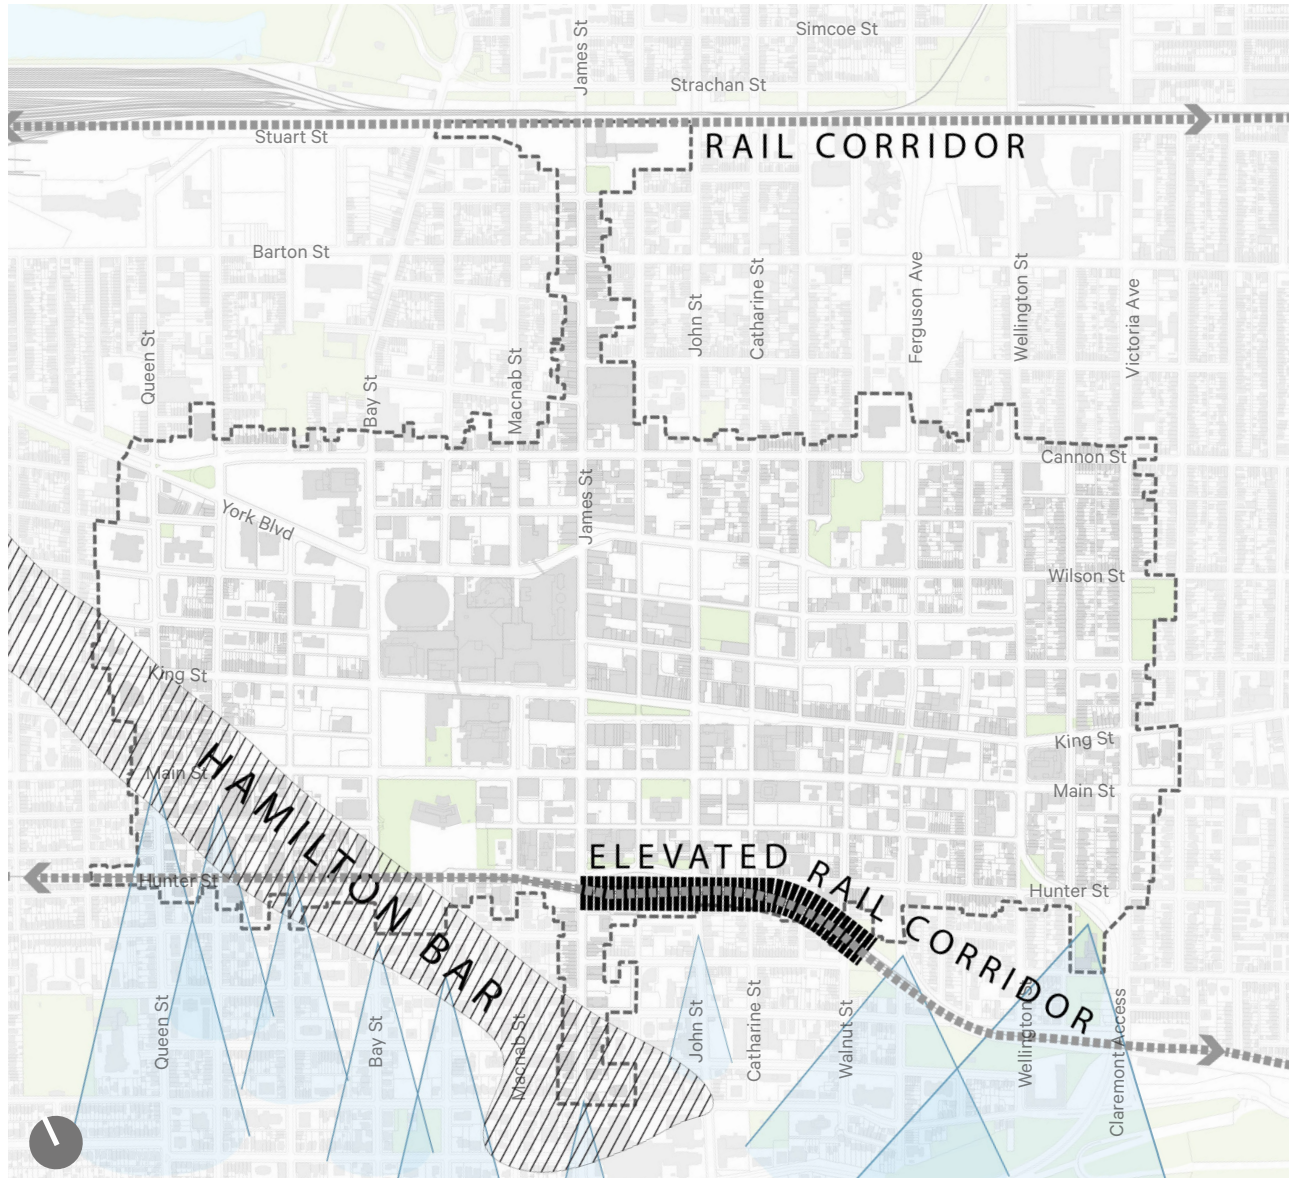 Simcoe St
James St
Strachan St
Stuart St
RAIL CORRIDOR
Barton St
Ferguson Ave
Wellington St
Catharine St
Victoria Ave
John St
Queen St
Macnab St
Bay St
Cannon St
James St
York Blvd
Wilson St
King St
King St
HAMILTON BAR
Main St
Main St
ELEVATED RAIL CORRIDOR
Hunter St
Hunter St
Queen St
Bay St
Macnab St
John St
Catharine St
Walnut St
Wellington St
Claremont Access